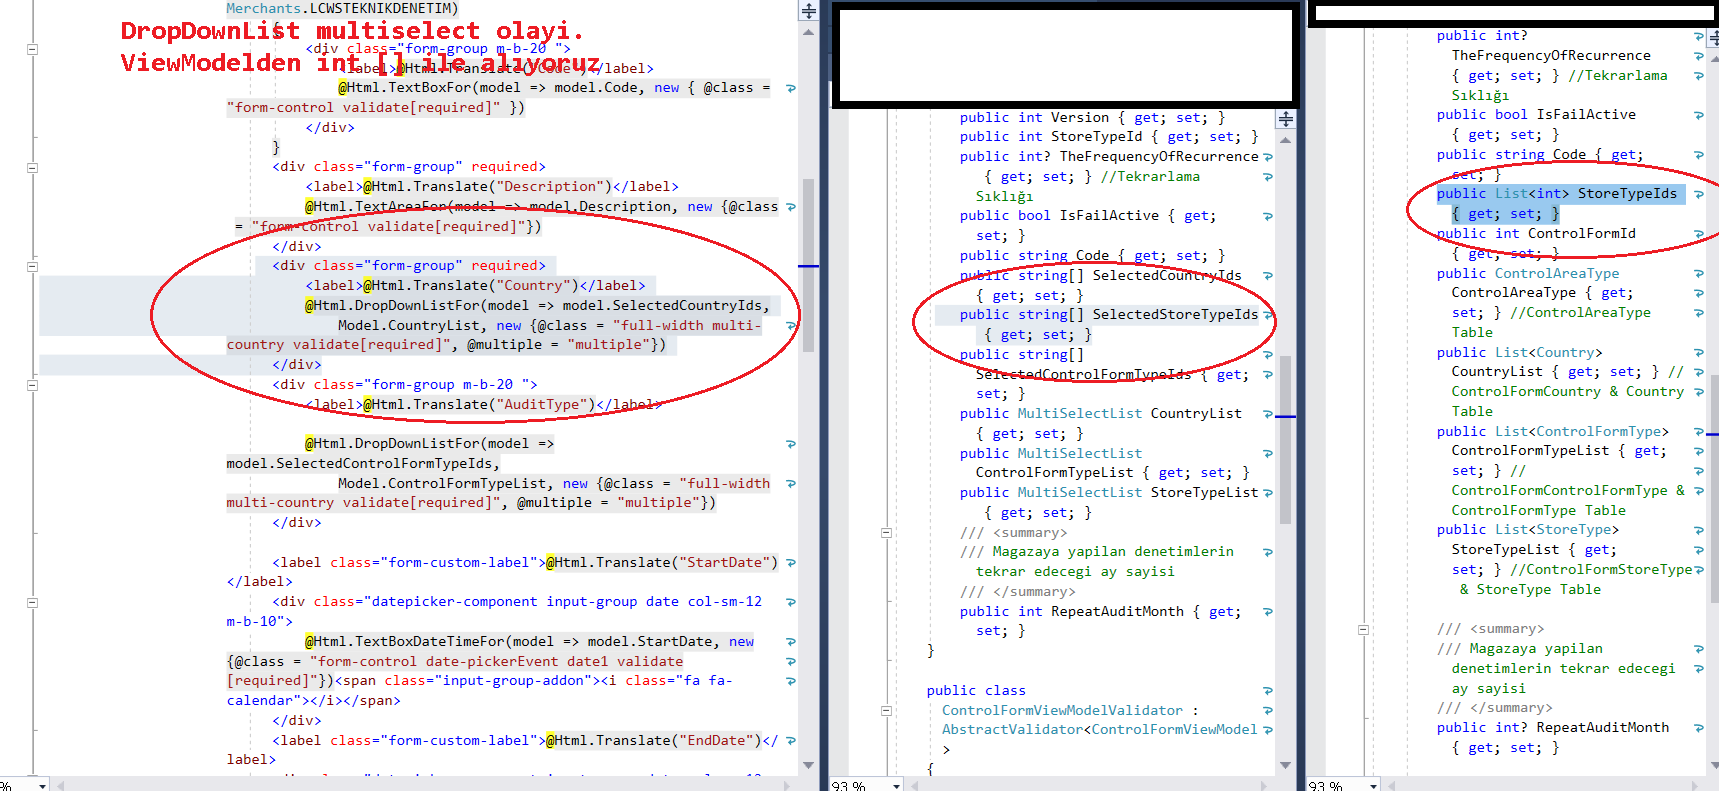 Merchants.LCWSTEKNIKDENETIM)
{
DropDownList multiselect olayi.
<div class="form-group m-b-20 ">
ViewModelden int [] ile alıyoruz
<label>@Html.Translate("Code")</label>
@Html.TextBoxFor(model => model.Code, new { @class =
"form-control validate[required]" })
</div>
}
<div class="form-group" required>
<label>@Html.Translate("Description")</label>
@Html.TextAreaFor(model => model.Description, new {@class
= "form-control validate[required]"})
</div>
<div class="form-group" required>
<label>@Html.Translate("Country")</label>
@Html.DropDownListFor(model => model.SelectedCountryIds,
Model.CountryList, new {@class = "full-width multi-
country validate[required]", @multiple = "multiple"})
</div>
<div class="form-group m-b-20 ">
<label>@Html.Translate("AuditType")</label>
@Html.DropDownListFor(model =>
model.SelectedControlFormTypeIds,
Model.ControlFormTypeList, new {@class = "full-width
multi-country validate[required]", @multiple = "multiple"})
</div>
<label class="form-custom-label">@Html.Translate("StartDate")
</label>
<div class="datepicker-component input-group date col-sm-12
m-b-10">
@Html.TextBoxDateTimeFor(model => model.StartDate, new
{@class = "form-control date-pickerEvent date1 validate
[required]"})<span class="input-group-addon"><i class="fa fa-
calendar"></i></span>
</div>
<label class="form-custom-label">@Html.Translate("EndDate")</
label>
%
public int Version { get; set; }
public int StoreTypeId { get; set; }
public int? TheFrequencyOfRecurrence
{ get; set; } //Tekrarlama
Sıklığı
public bool IsFailActive { get;
set; }
public string Code { get; set; }
public string[] SelectedCountryIds
{ get; set; }
public string[] SelectedStoreTypeIds
{ get; set; }
public string[]
SelectedControlFormTypeIds { get;
set; }
public MultiSelectList CountryList
{ get; set; }
public MultiSelectList
ControlFormTypeList { get; set; }
public MultiSelectList StoreTypeList
{ get; set; }
/// <summary>
/// Magazaya yapilan denetimlerin
tekrar edecegi ay sayisi
/// </summary>
public int RepeatAuditMonth { get;
set; }
}
public class
ControlFormViewModelValidator :
AbstractValidator<ControlFormViewModel
>
{
93 %
public int?
TheFrequencyOfRecurrence
{ get; set; } //Tekrarlama
Sıklığı
public bool IsFailActive
{ get; set; }
public string Code { get;
set; }
public List<int> StoreTypeIds
{ get; set; }
public int ControlFormId
{ get; set; }
public ControlAreaType
ControlAreaType { get;
set; } //ControlAreaType
Table
public List<Country>
CountryList { get; set; } //
ControlFormCountry & Country
Table
public List<ControlFormType>
ControlFormTypeList { get;
set; } //
ControlFormControlFormType &
ControlFormType Table
public List<StoreType>
StoreTypeList { get;
set; } //ControlFormStoreType
& StoreType Table
/// <summary>
/// Magazaya yapilan
denetimlerin tekrar edecegi
ay sayisi
/// </summary>
public int? RepeatAuditMonth
{ get; set; }
93 %